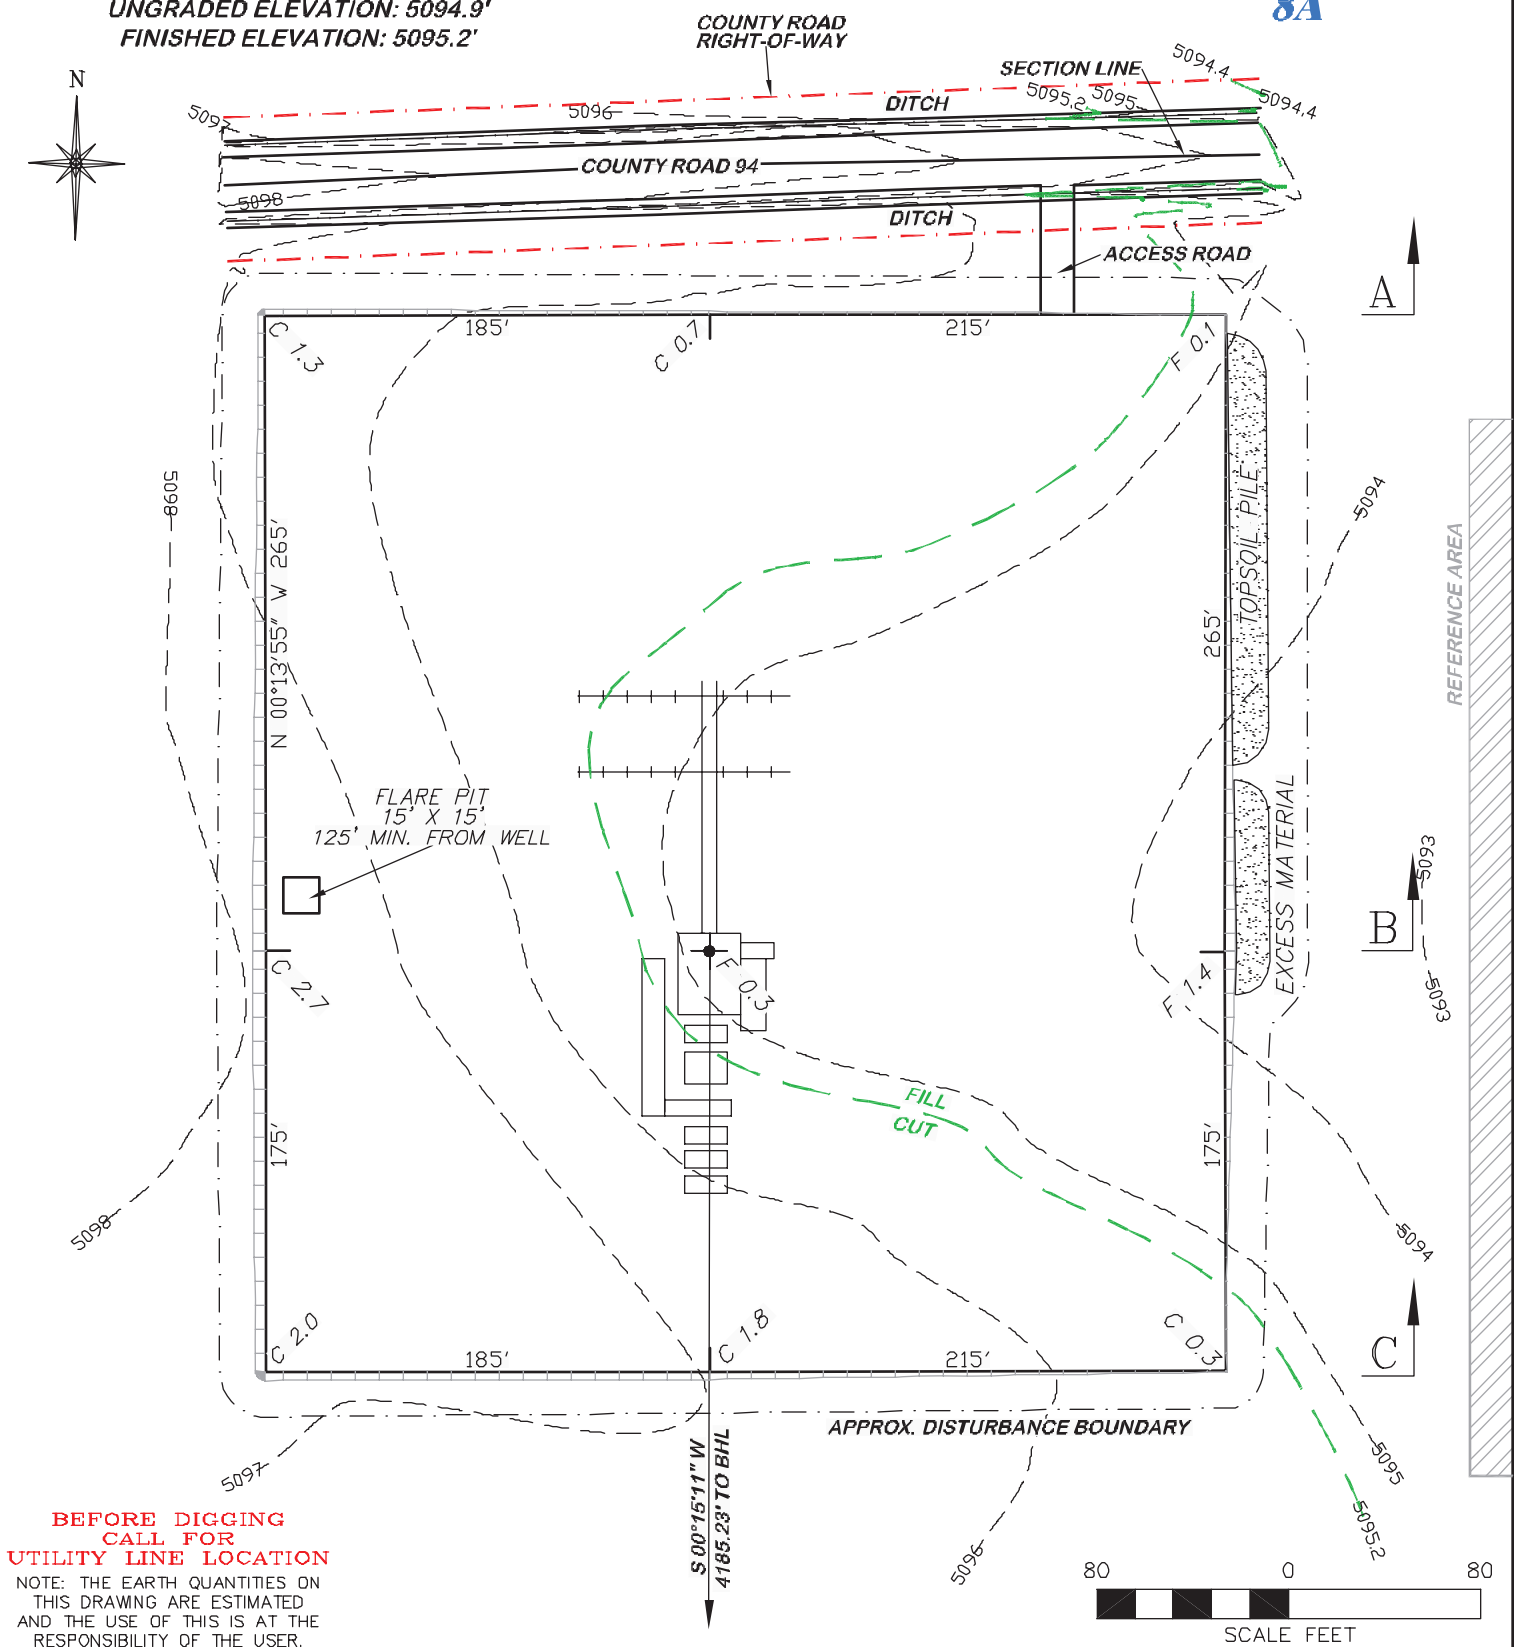 UNGRADED ELEVATION: 5094.9'
FINISHED ELEVATION: 5095.2'
8A
COUNTY ROAD
RIGHT-OF-WAY
SECTION LINE
5094.4
N
5097
5096
DITCH
5095.2
5095
5094.4
COUNTY ROAD 94
5098
DITCH
ACCESS ROAD
A
185'
215'
C 1.3
C 0.7
F 0.1
5098
N 00°13'55" W 265'
265'
TOPSOIL PILE
5094
REFERENCE AREA
FLARE PIT
15' X 15'
125' MIN. FROM WELL
EXCESS MATERIAL
5093
B
C 2.7
F 0.3
F 1.4
5093
FILL
CUT
175'
175'
5098
5094
C 2.0
C 1.8
C 0.3
C
185'
215'
APPROX. DISTURBANCE BOUNDARY
5097
S 00°15'11" W
4185.23' TO BHL
5095
5095.2
5096
BEFORE DIGGING
CALL FOR
UTILITY LINE LOCATION
NOTE: THE EARTH QUANTITIES ON
THIS DRAWING ARE ESTIMATED
AND THE USE OF THIS IS AT THE
RESPONSIBILITY OF THE USER.
80
0
80
SCALE FEET